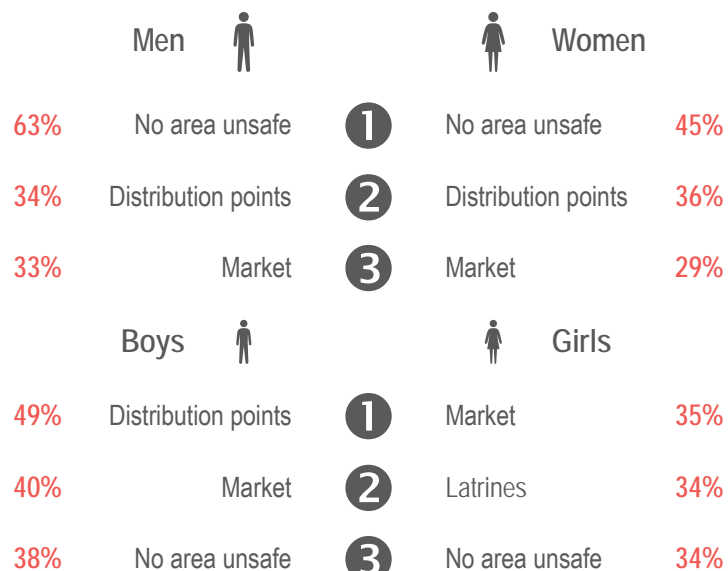 Men Women
63% No area unsafe 1 No area unsafe 45%
34% Distribution points 2 Distribution points 36%
33% Market 3 Market 29%
Boys Girls
49% Distribution points 1 Market 35%
40% Market 2 Latrines 34%
38% No area unsafe 3 No area unsafe 34%